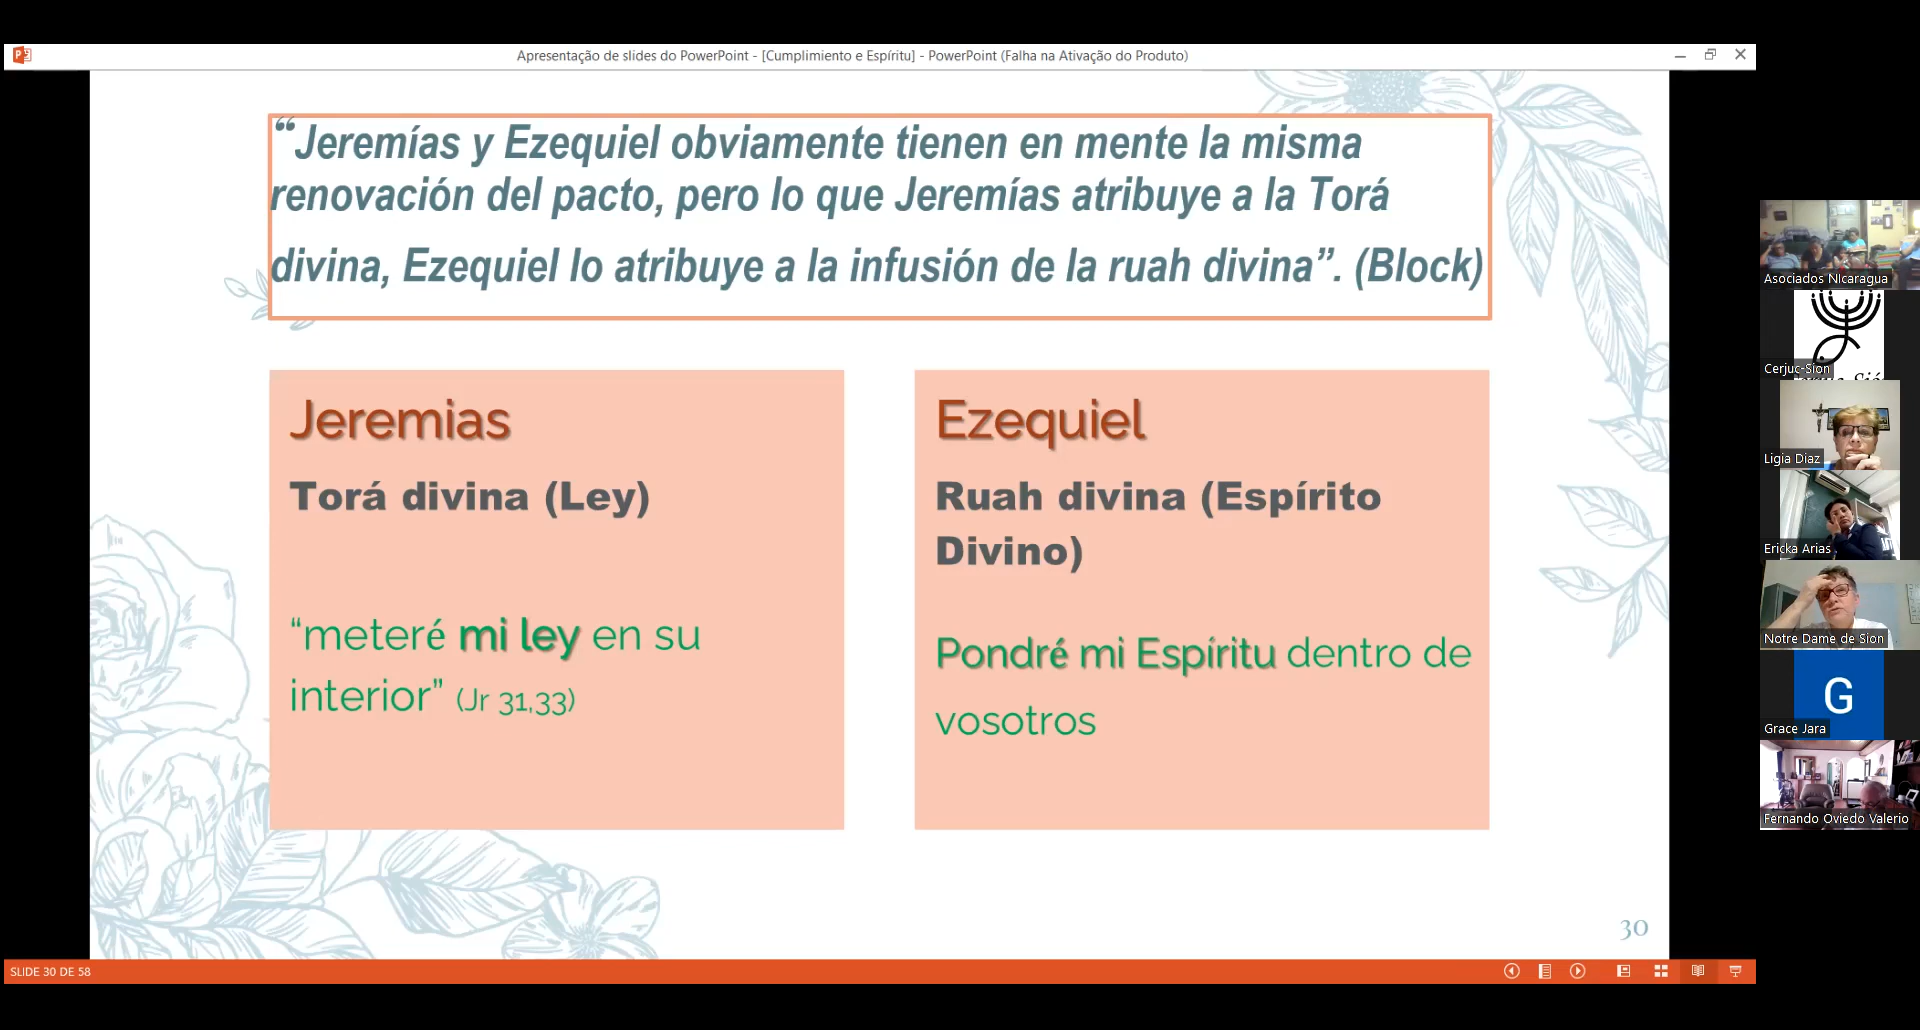 Apresentação de slides do PowerPoint - [Cumplimiento e Espíritu] - PowerPoint (Falha na Ativação do Produto)
“Jeremías y Ezequiel obviamente tienen en mente la misma
renovación del pacto, pero lo que Jeremías atribuye a la Torá
divina, Ezequiel lo atribuye a la infusión de la ruah divina”. (Block)
Jeremias
Torá divina (Ley)
“meteré mi ley en su
interior” (Jr 31,33)
Ezequiel
Ruah divina (Espírito
Divino)
Pondré mi Espíritu dentro de
vosotros
30
SLIDE 30 DE 58
Asociados NIcaragua
Cerjuc-Sion
Ligia Diaz
Ericka Arias
Notre Dame de Sion
G
Grace Jara
Fernando Oviedo Valerio